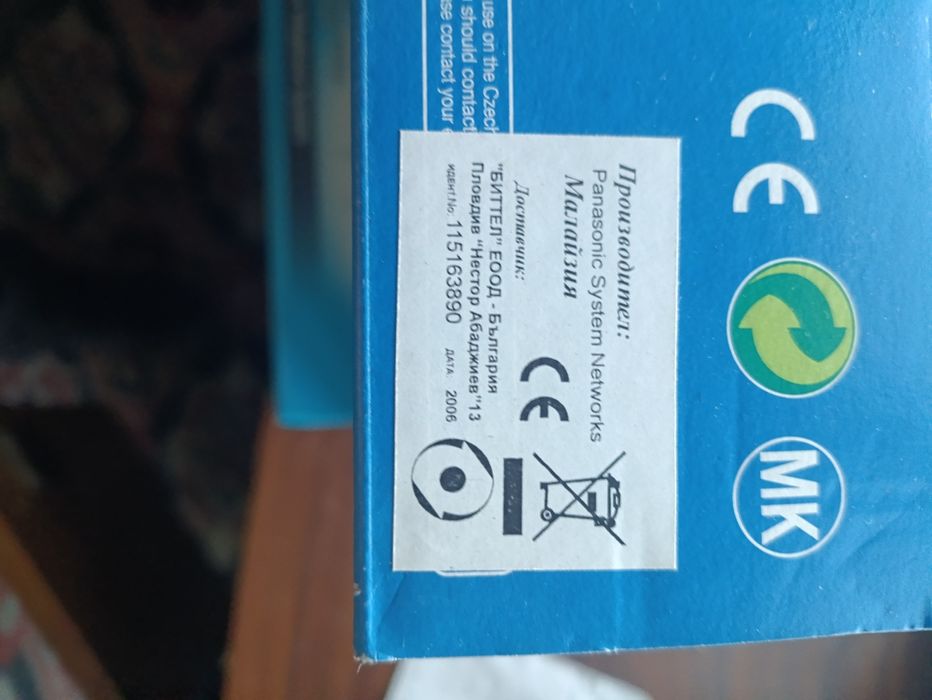 use on the Czech
should contact
se contact your
Производител:
Panasonic System Networks
Малайзия
Доставчик:
"БИТТЕЛ" ЕООД - България
Пловдив "Нестор Абаджиев"13
идент.No. 115163890 ДАТА 2006
CE
CE
MK